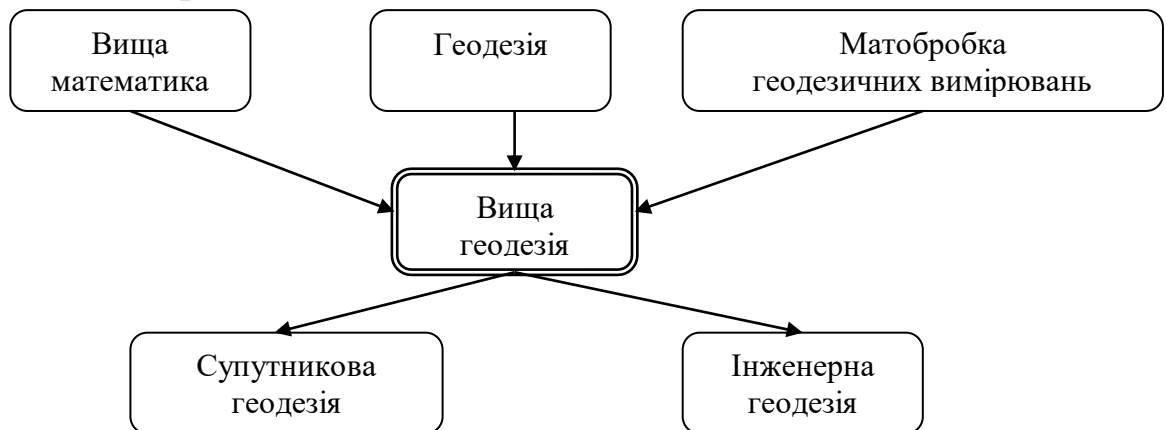 Вища
математика
Геодезія
Матобробка
геодезичних вимірювань
Вища
геодезія
Супутникова
геодезія
Інженерна
геодезія